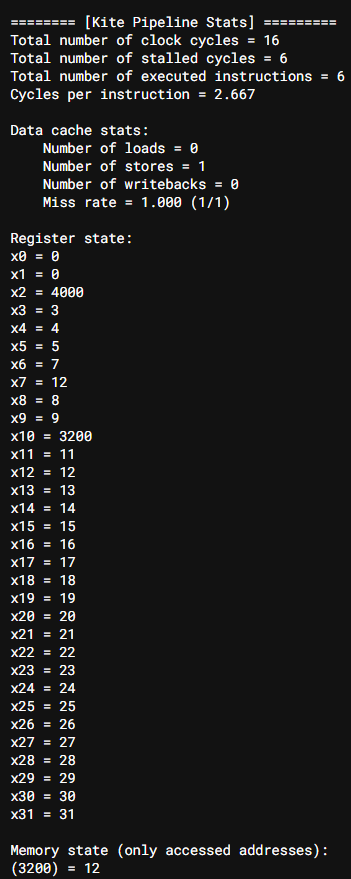 ======== [Kite Pipeline Stats] =========
Total number of clock cycles = 16
Total number of stalled cycles = 6
Total number of executed instructions = 6
Cycles per instruction = 2.667

Data cache stats:
    Number of loads = 0
    Number of stores = 1
    Number of writebacks = 0
    Miss rate = 1.000 (1/1)

Register state:
x0 = 0
x1 = 0
x2 = 4000
x3 = 3
x4 = 4
x5 = 5
x6 = 7
x7 = 12
x8 = 8
x9 = 9
x10 = 3200
x11 = 11
x12 = 12
x13 = 13
x14 = 14
x15 = 15
x16 = 16
x17 = 17
x18 = 18
x19 = 19
x20 = 20
x21 = 21
x22 = 22
x23 = 23
x24 = 24
x25 = 25
x26 = 26
x27 = 27
x28 = 28
x29 = 29
x30 = 30
x31 = 31

Memory state (only accessed addresses):
(3200) = 12